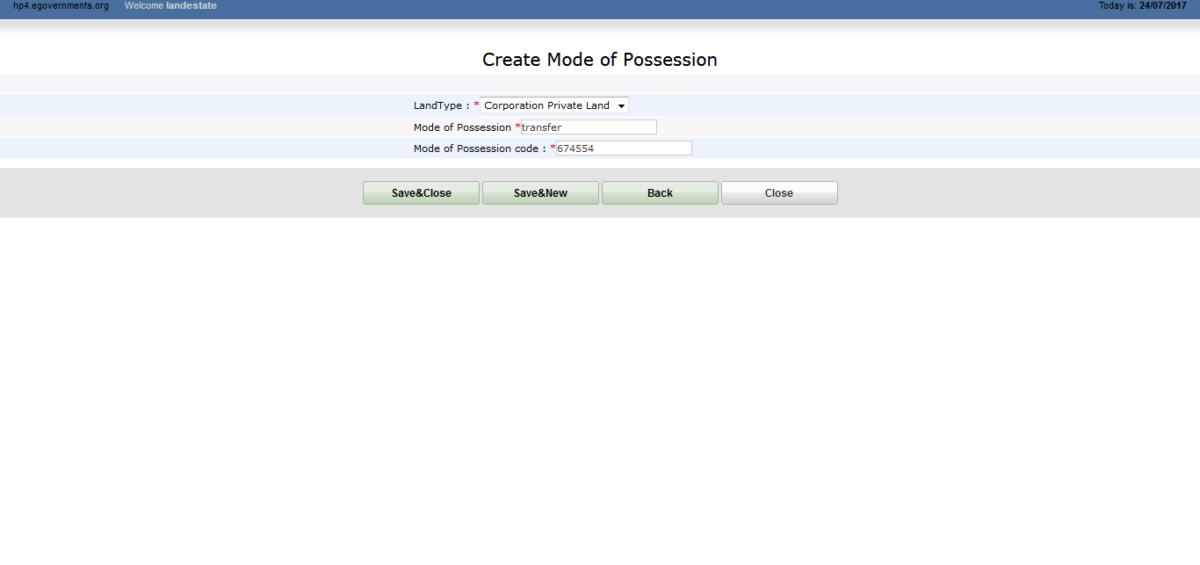 hp4.egovernments.org Welcome landestate Today is: 24/07/2017
Create Mode of Possession
LandType : * Corporation Private Land
Mode of Possession *transfer
Mode of Possession code : *674554
Save&Close Save&New Back Close